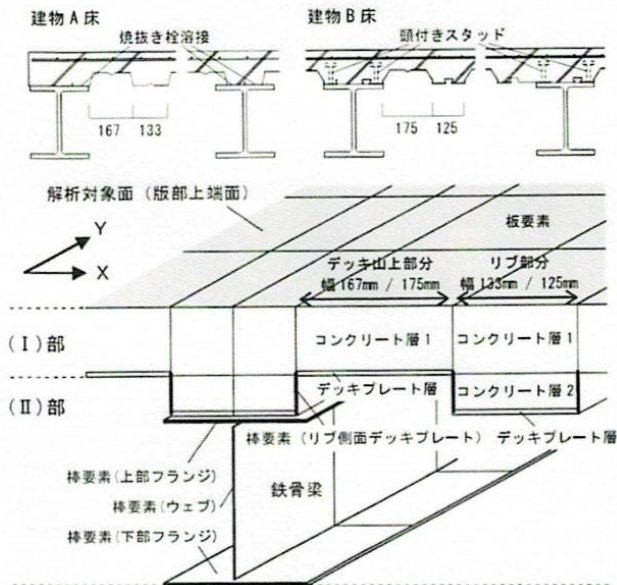 建物A床
建物B床
焼抜き栓溶接
頭付きスタッド
167 133
175 125
解析対象面（版部上端面）
Y
X
板要素
デッキ山上部分
幅167mm / 175mm
リブ部分
幅133mm / 125mm
(Ⅰ)部
コンクリート層1
コンクリート層1
(Ⅱ)部
デッキプレート層
コンクリート層2
棒要素（リブ側面デッキプレート）
デッキプレート層
棒要素(上部フランジ)
棒要素(ウェブ)
鉄骨梁
棒要素(下部フランジ)